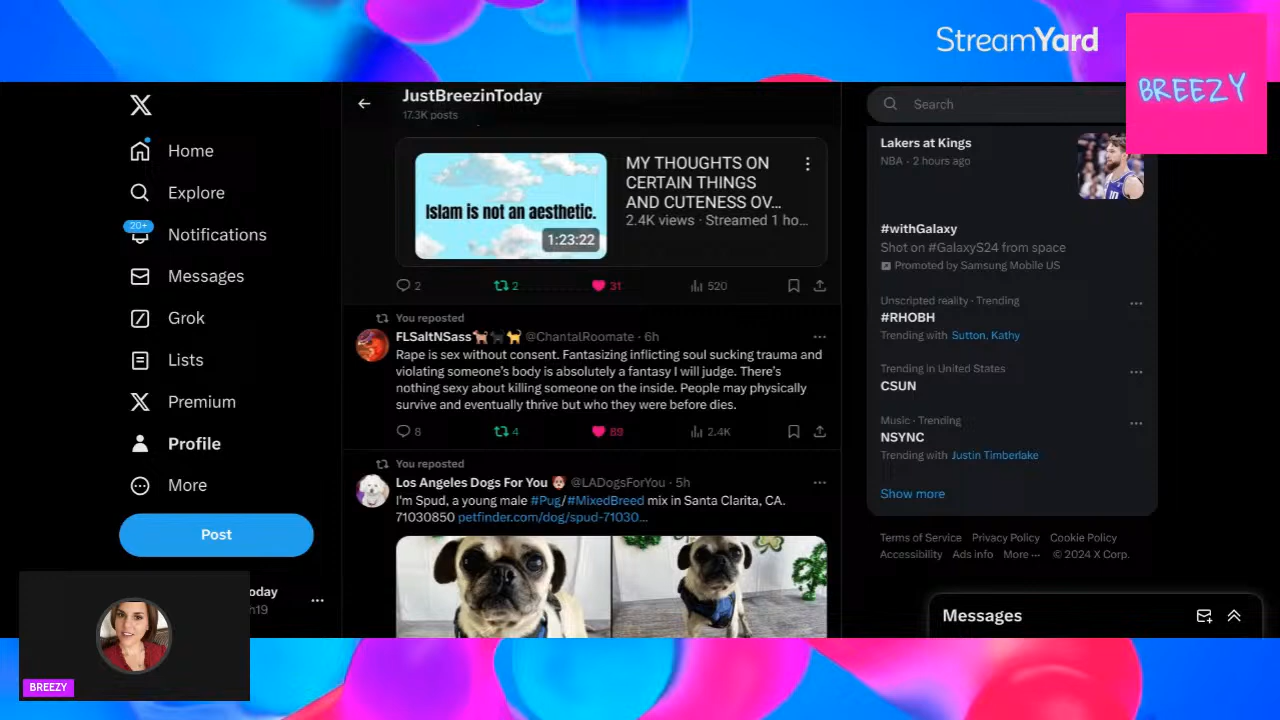 StreamYard
BREEZY
Home
Explore
20+
Notifications
Messages
Grok
Lists
Premium
Profile
More
Post
oday
h19
BREEZY
JustBreezinToday
17.3K posts
Islam is not an aesthetic.
1:23:22
MY THOUGHTS ON
CERTAIN THINGS
AND CUTENESS OV...
2.4K views · Streamed 1 ho...
2 2 31 520
You reposted
FLSaltNSass @ChantalRoomate · 6h
Rape is sex without consent. Fantasizing inflicting soul sucking trauma and
violating someone's body is absolutely a fantasy I will judge. There's
nothing sexy about killing someone on the inside. People may physically
survive and eventually thrive but who they were before dies.
8 4 89 2.4K
You reposted
Los Angeles Dogs For You @LADogsForYou · 5h
I'm Spud, a young male #Pug/#MixedBreed mix in Santa Clarita, CA.
71030850 petfinder.com/dog/spud-71030...
Search
Lakers at Kings
NBA · 2 hours ago
#withGalaxy
Shot on #GalaxyS24 from space
Promoted by Samsung Mobile US
Unscripted reality · Trending
#RHOBH
Trending with Sutton, Kathy
Trending in United States
CSUN
Music · Trending
NSYNC
Trending with Justin Timberlake
Show more
Terms of Service Privacy Policy Cookie Policy
Accessibility Ads info More ... © 2024 X Corp.
Messages